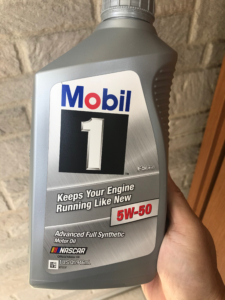 Mobil
1
Keeps Your Engine
Running Like New
5W-50
Advanced Full Synthetic
Motor Oil
NASCAR